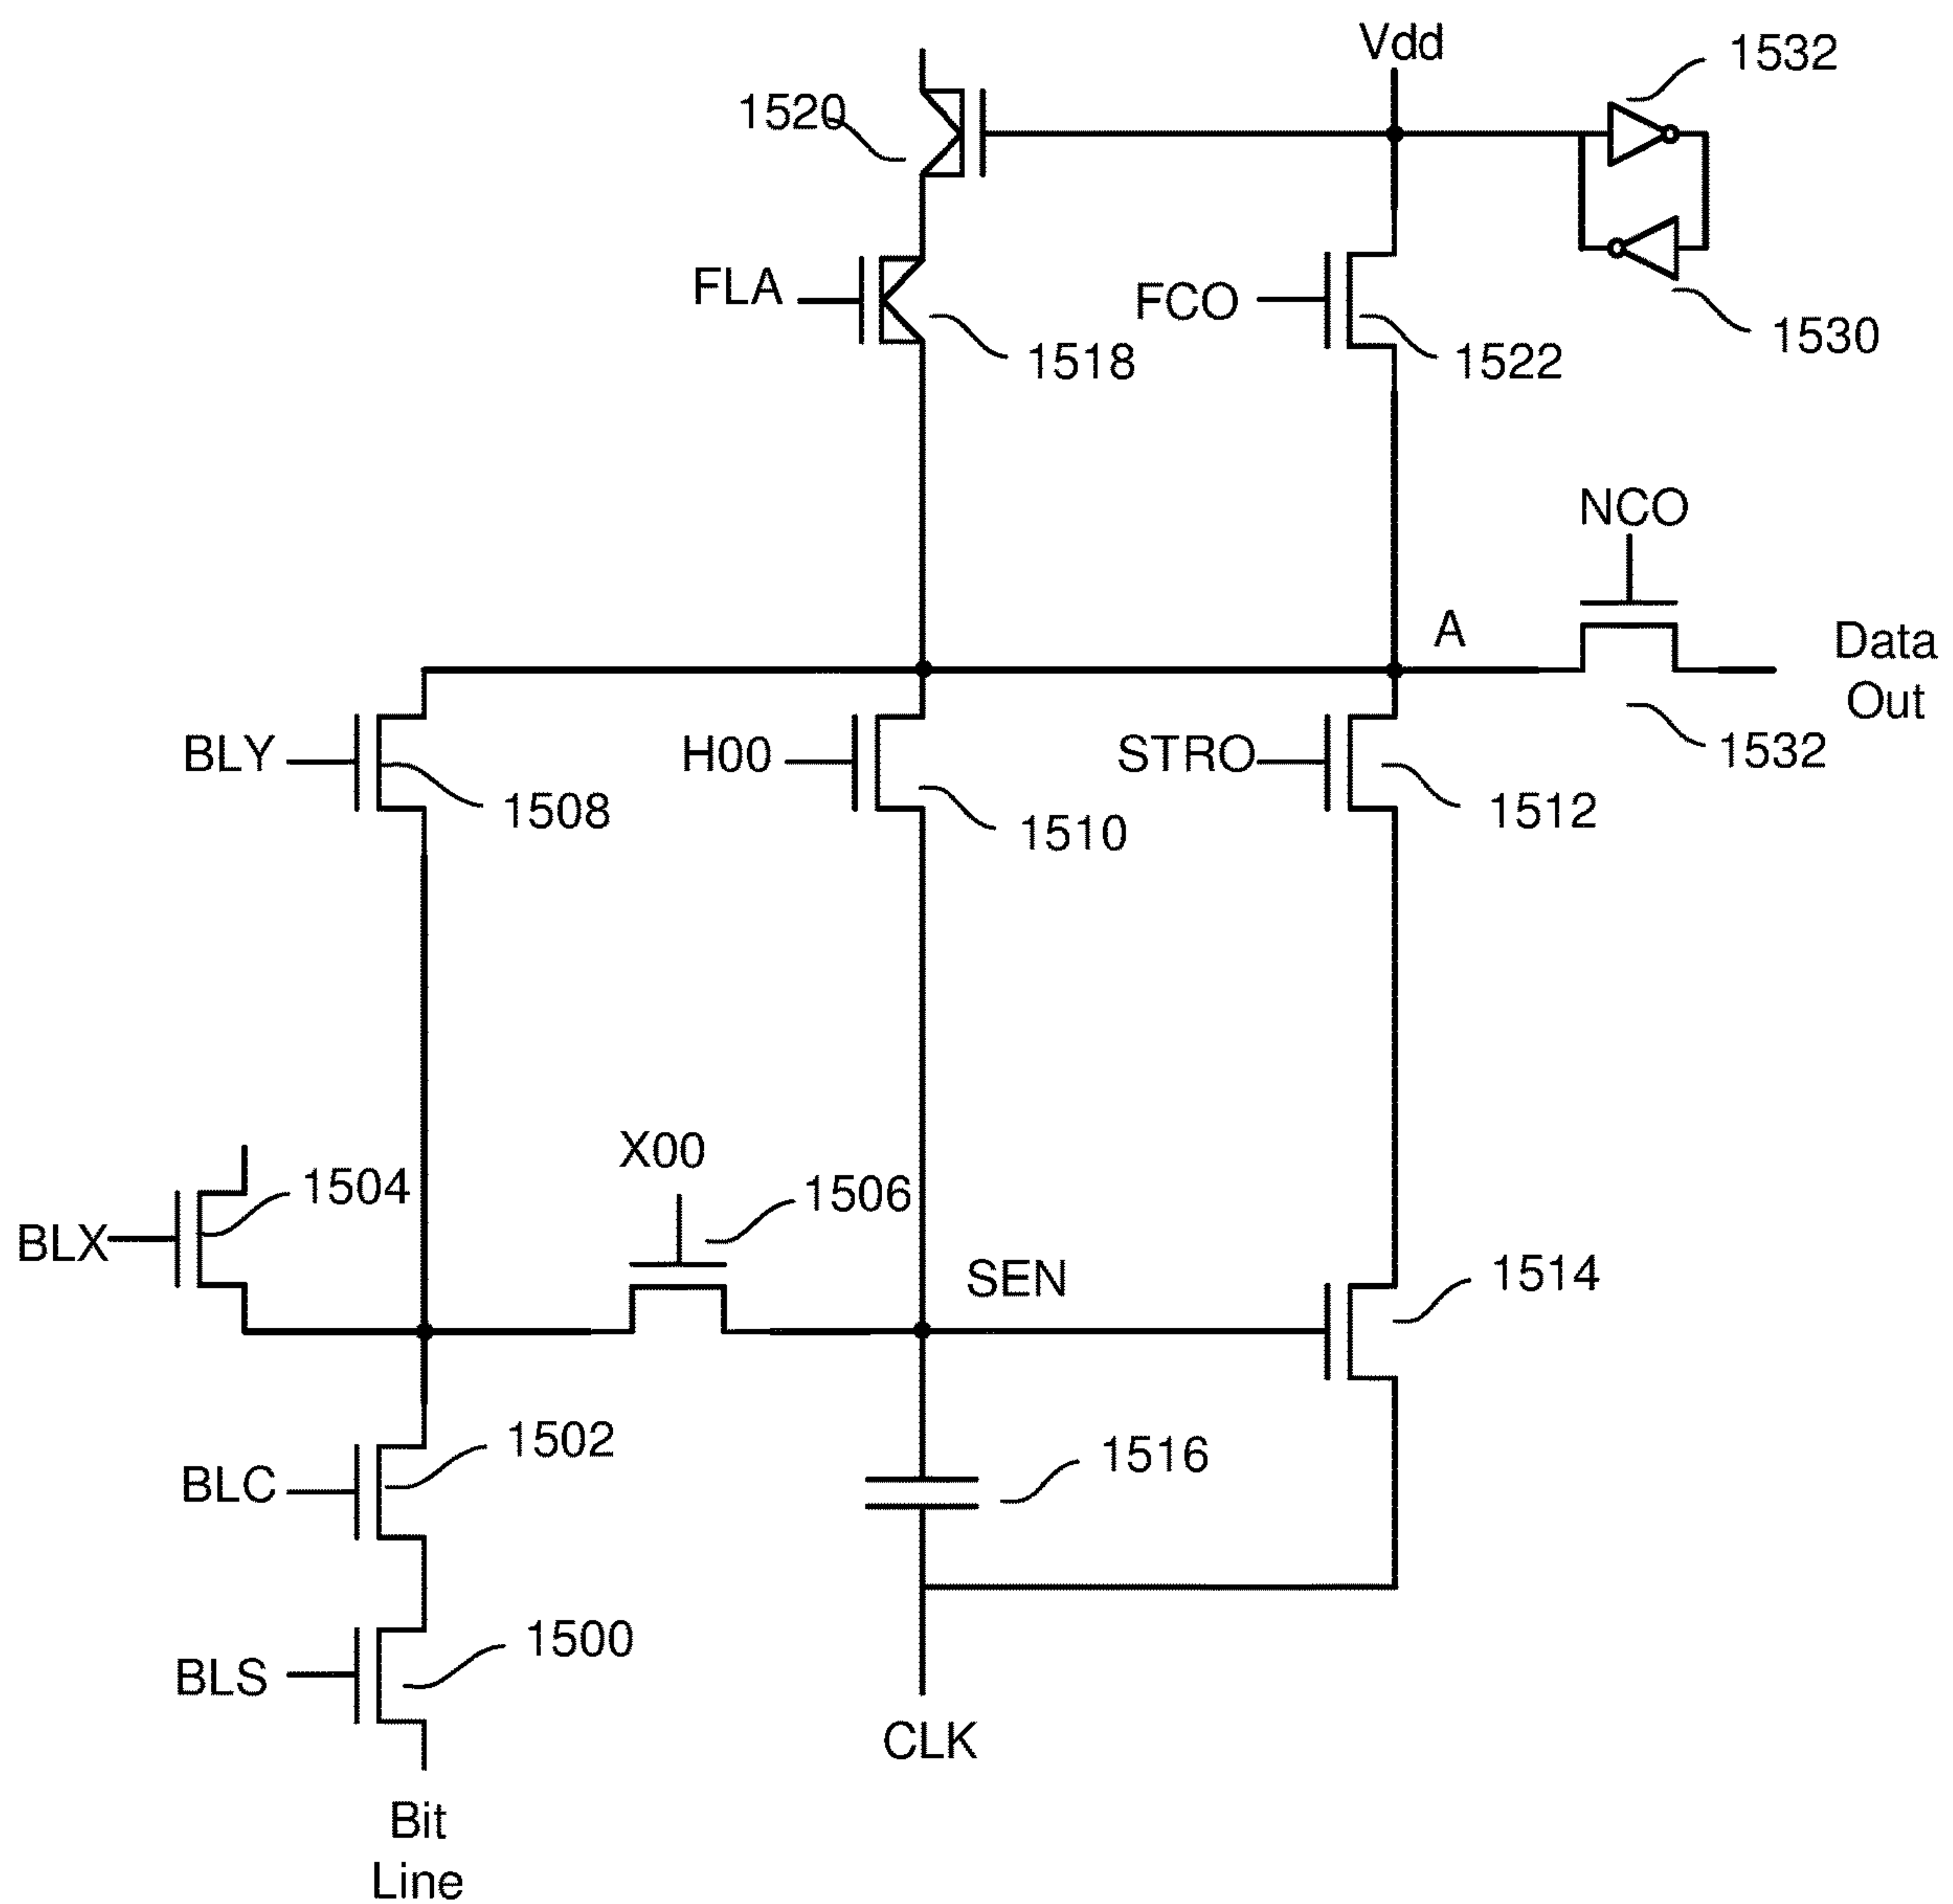 Vdd
1532
1520
FLA
1518
FCO
1522
1530
NCO
A
Data
Out
BLY
1508
H00
1510
STRO
1512
1532
X00
1504
1506
BLX
SEN
1514
BLC
1502
1516
BLS
1500
CLK
Bit
Line